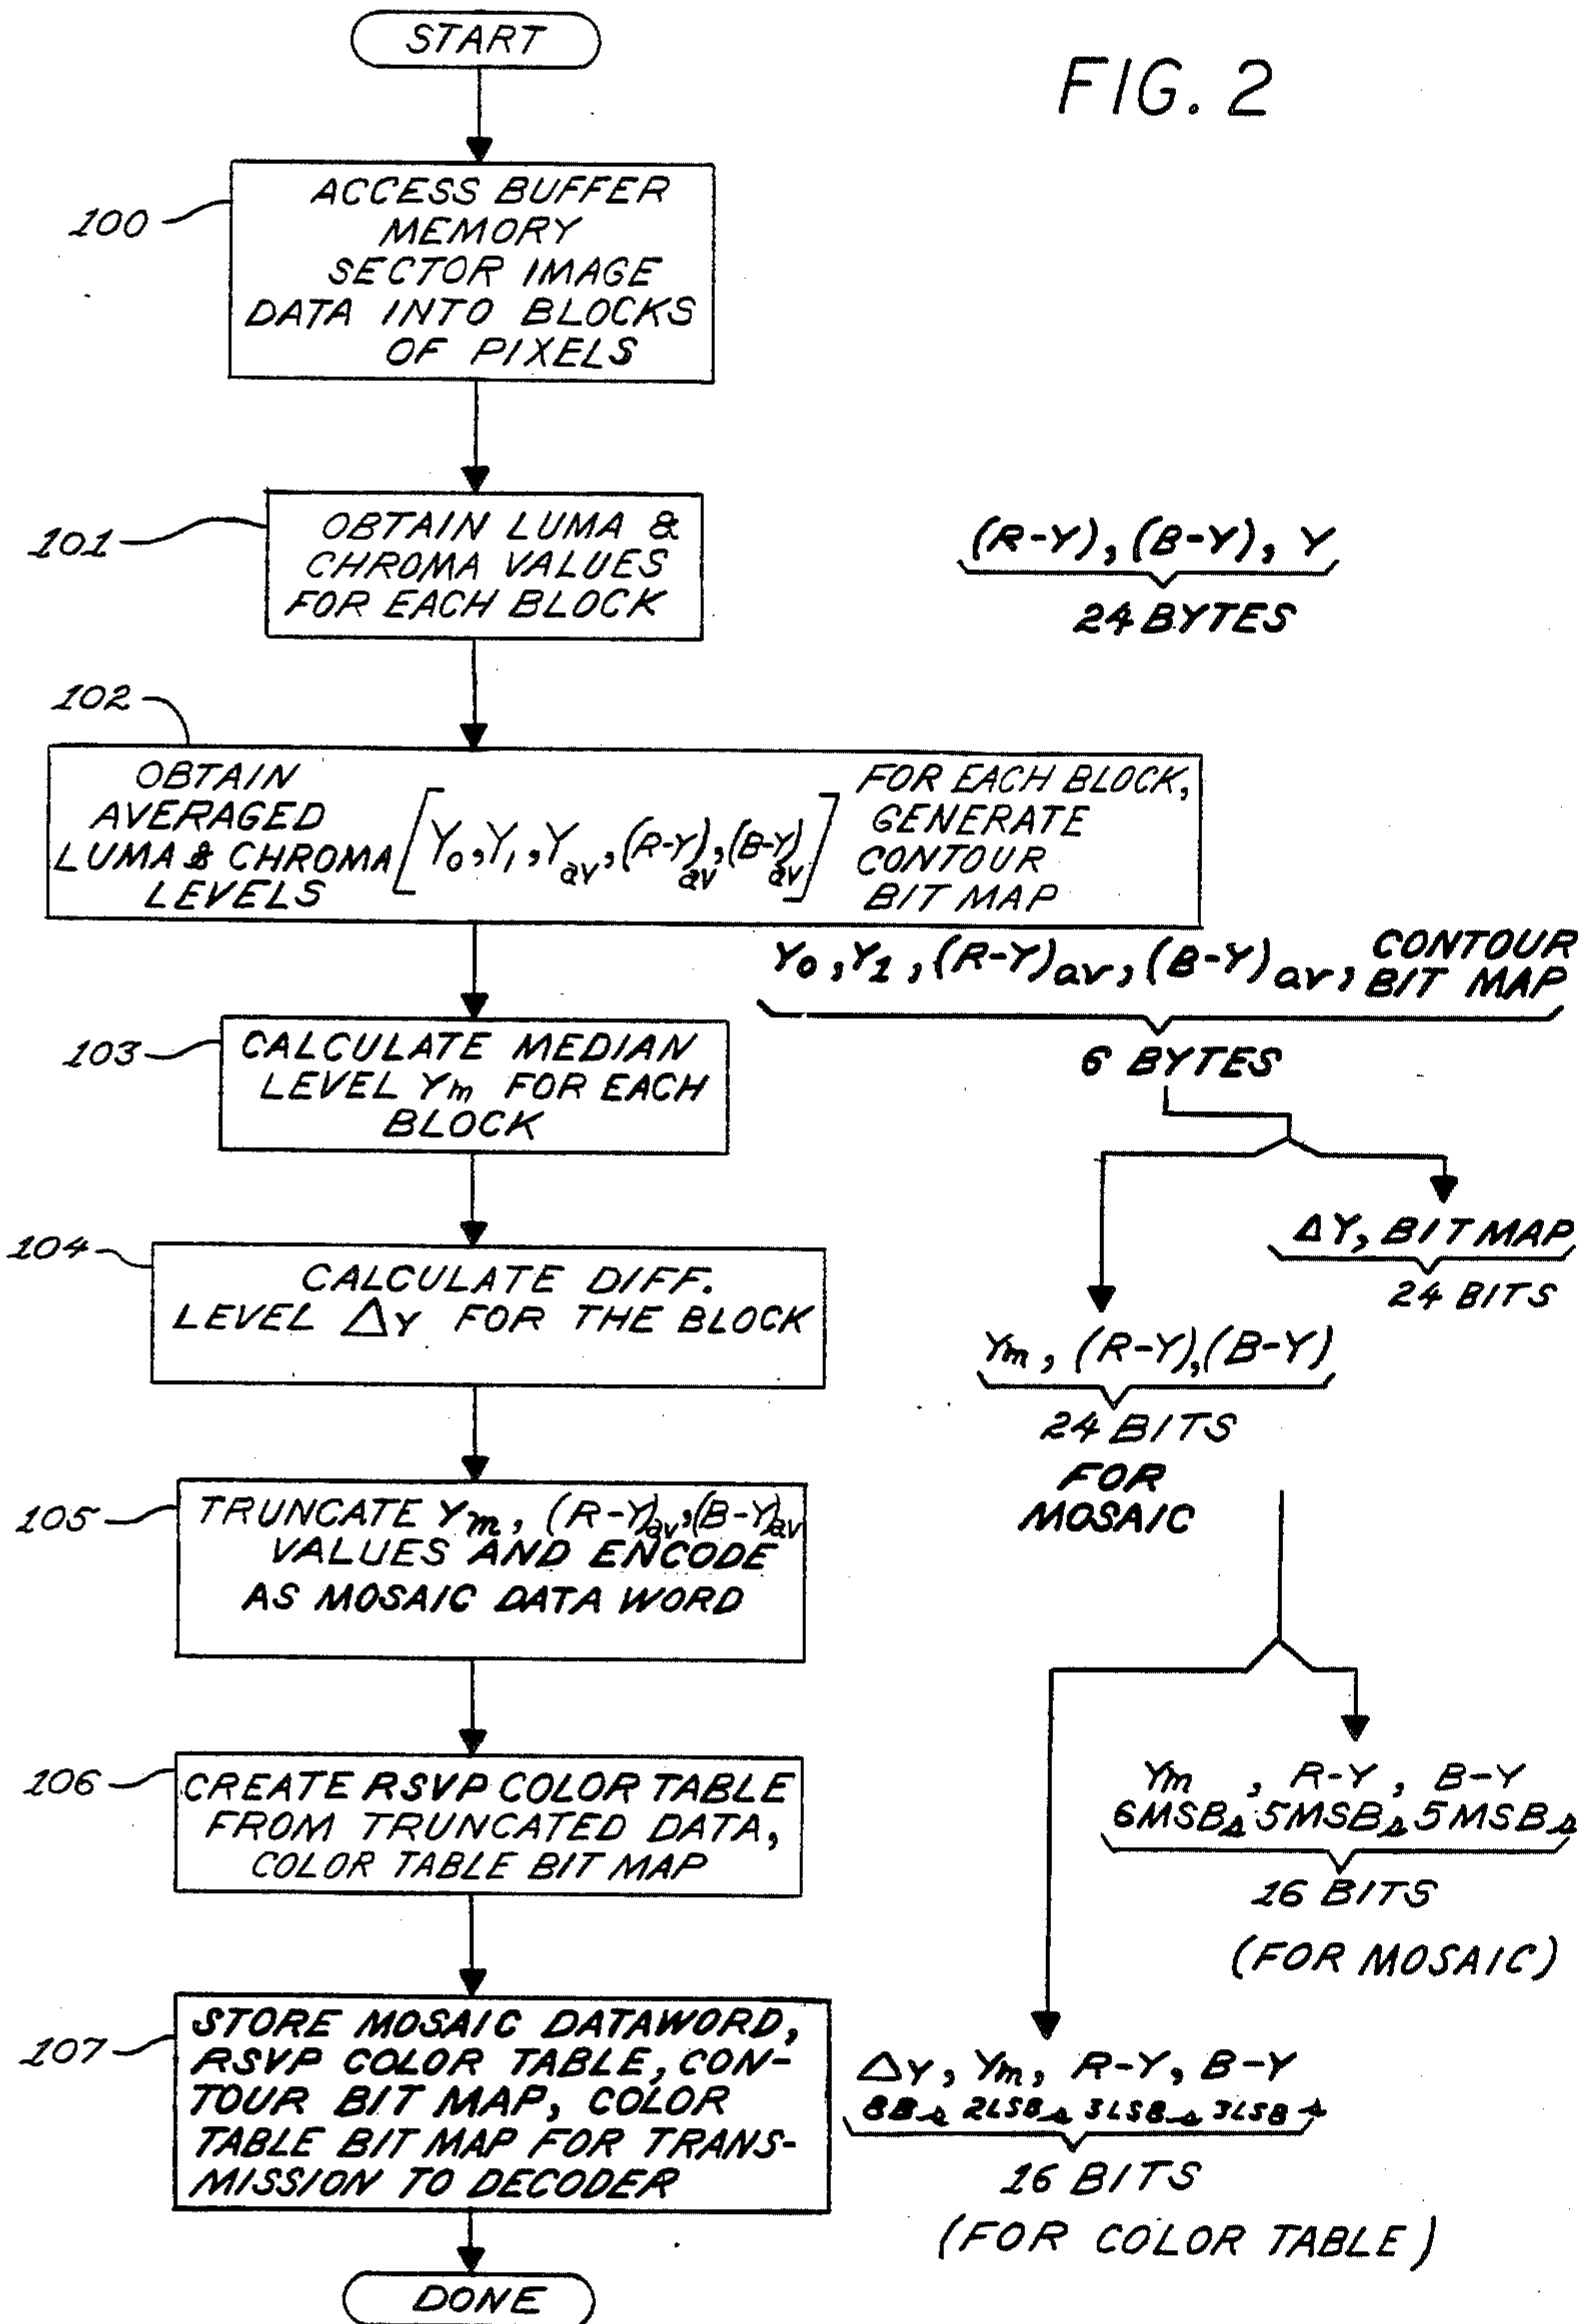 START
FIG. 2
100
ACCESS BUFFER
MEMORY
SECTOR IMAGE
DATA INTO BLOCKS
OF PIXELS
101
OBTAIN LUMA &
CHROMA VALUES
FOR EACH BLOCK
(R-Y), (B-Y), Y
24 BYTES
102
OBTAIN
AVERAGED
LUMA & CHROMA
LEVELS
[Y0, Y1, Yav, (R-Y)av, (B-Y)av]
FOR EACH BLOCK,
GENERATE
CONTOUR
BIT MAP
Y0, Y1, (R-Y)av, (B-Y)av, CONTOUR
BIT MAP
6 BYTES
103
CALCULATE MEDIAN
LEVEL Ym FOR EACH
BLOCK
ΔY, BIT MAP
24 BITS
104
CALCULATE DIFF.
LEVEL ΔY FOR THE BLOCK
Ym, (R-Y), (B-Y)
24 BITS
FOR
MOSAIC
105
TRUNCATE Ym, (R-Y)av, (B-Y)av
VALUES AND ENCODE
AS MOSAIC DATA WORD
106
CREATE RSVP COLOR TABLE
FROM TRUNCATED DATA,
COLOR TABLE BIT MAP
Ym , R-Y , B-Y
6MSBs 5MSBs 5MSBs
16 BITS
(FOR MOSAIC)
107
STORE MOSAIC DATAWORD,
RSVP COLOR TABLE, CON-
TOUR BIT MAP, COLOR
TABLE BIT MAP FOR TRANS-
MISSION TO DECODER
ΔY, Ym, R-Y, B-Y
8Bs 2LSBs 3LSBs 3LSBs
16 BITS
(FOR COLOR TABLE)
DONE